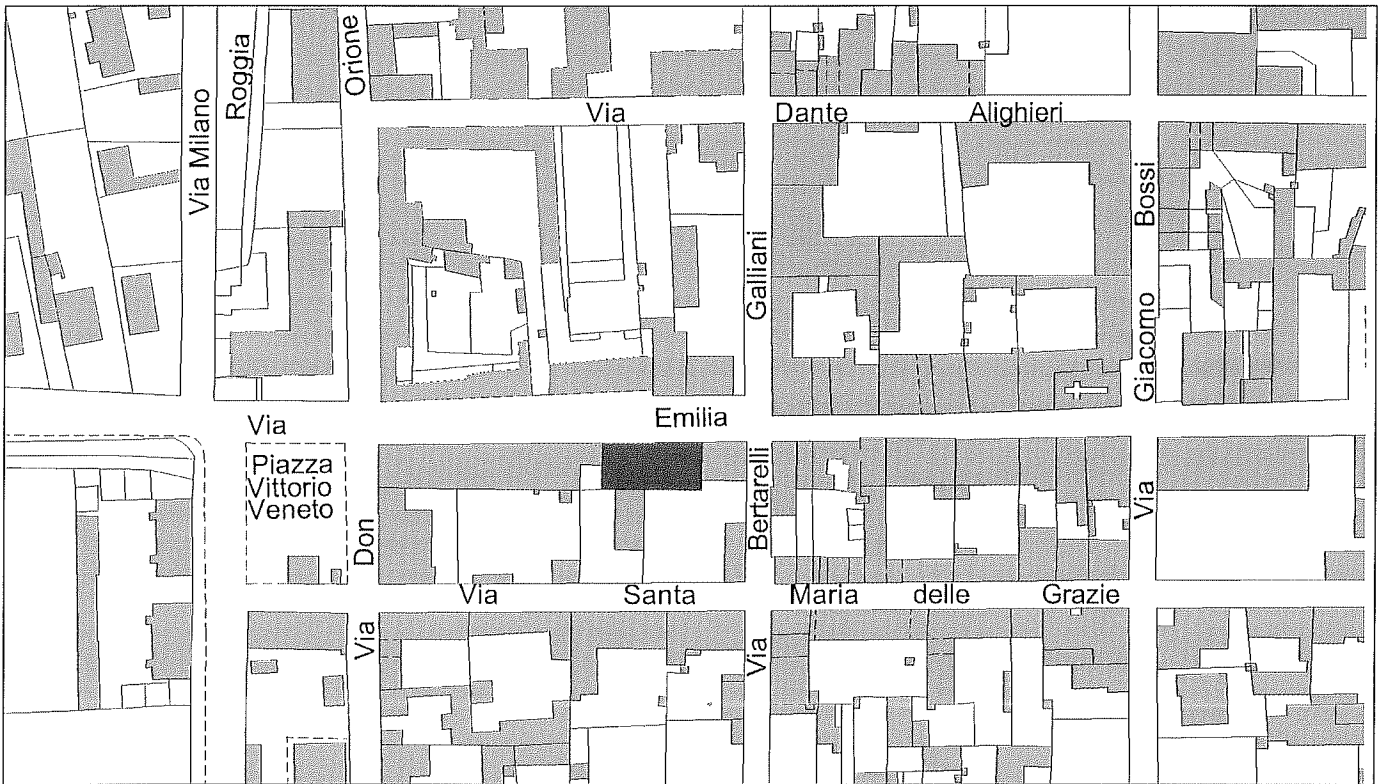 Via Milano
Roggia
Orione
Via Dante Alighieri
Galliani
Giacomo Bossi
Via Emilia
Piazza
Vittorio
Veneto
Don
Bertarelli
Via
Via Santa Maria delle Grazie
Via
Via